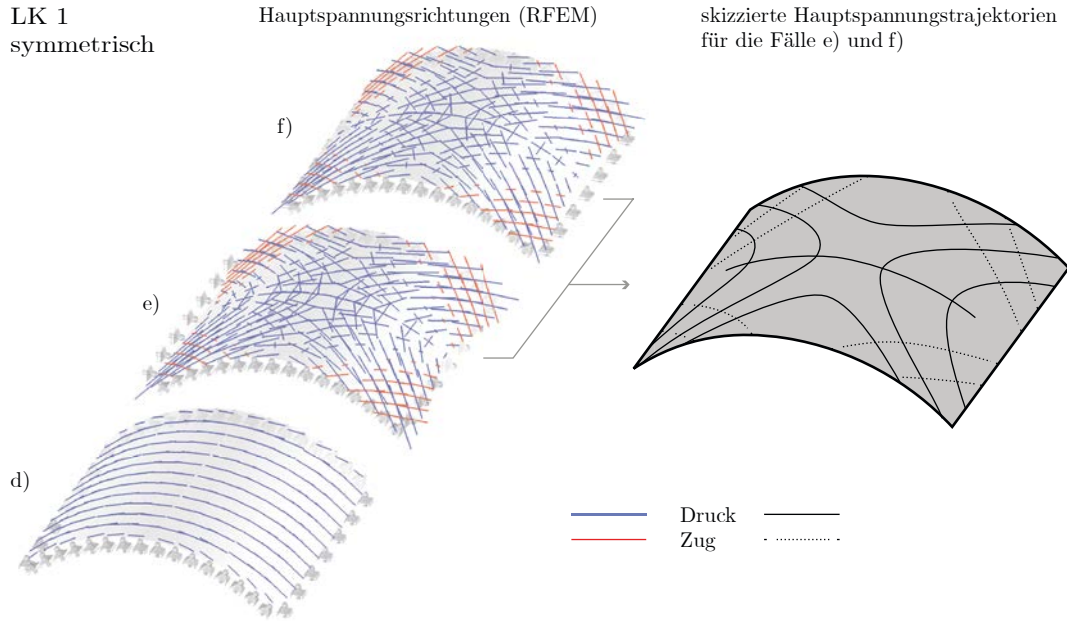 LK 1
symmetrisch
Hauptspannungsrichtungen (RFEM)
skizzierte Hauptspannungstrajektorien
für die Fälle e) und f)
f)
e)
d)
Druck
Zug